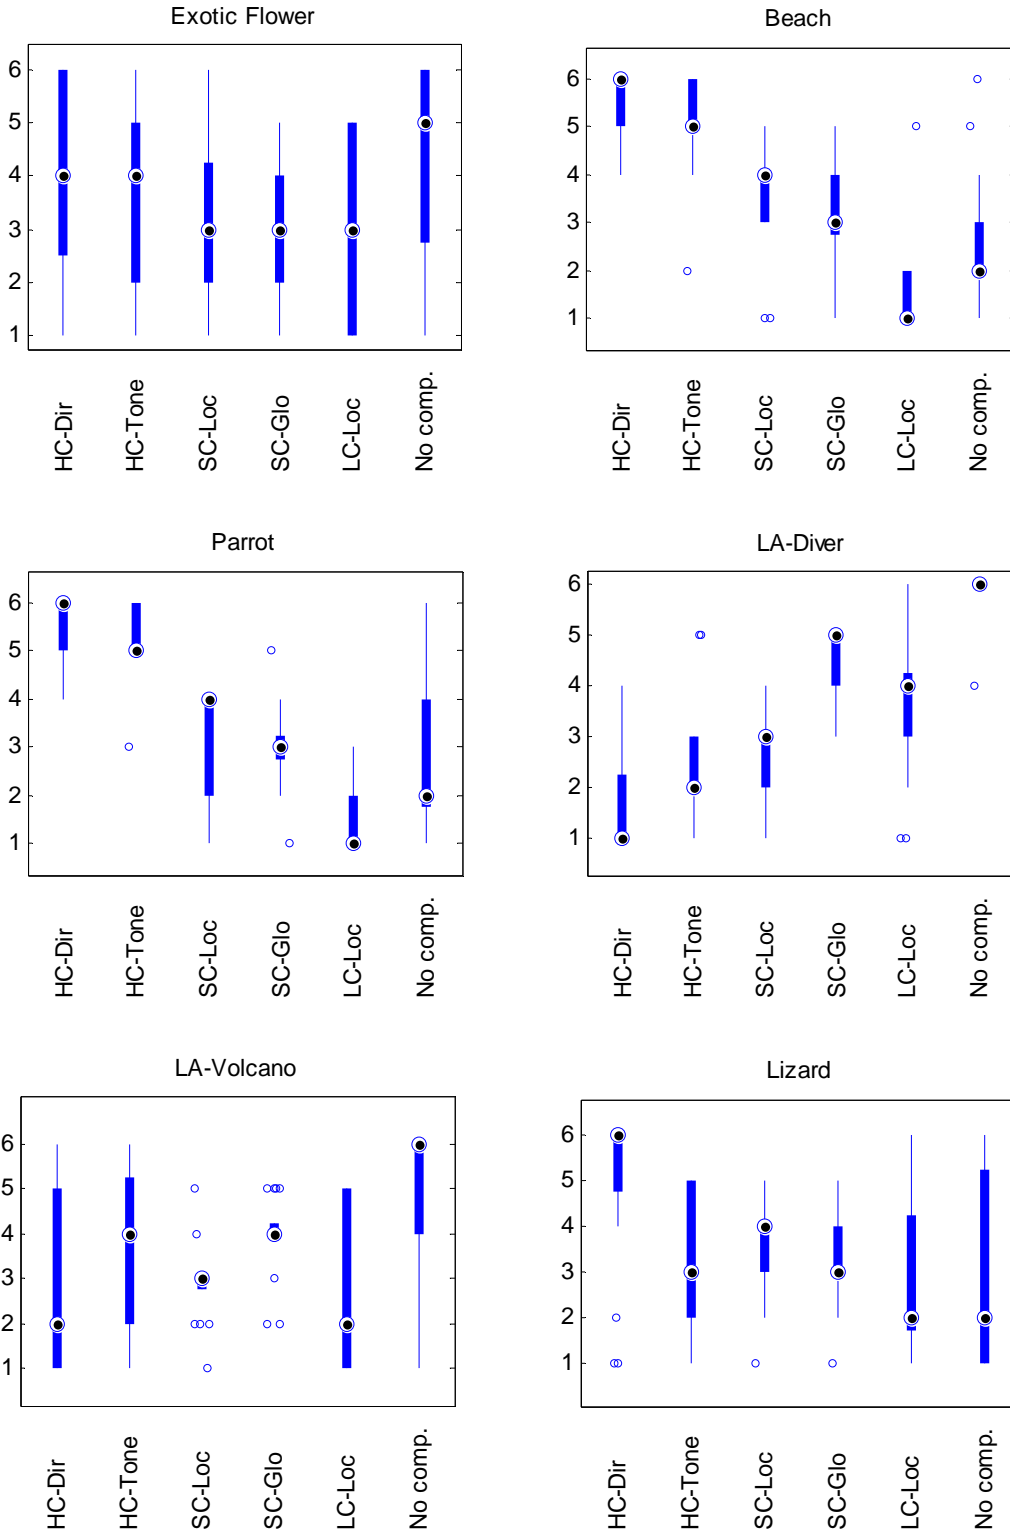 Exotic Flower
6
5
4
3
2
1
HC-Dir
HC-Tone
SC-Loc
SC-Glo
LC-Loc
No comp.
Beach
6
5
4
3
2
1
HC-Dir
HC-Tone
SC-Loc
SC-Glo
LC-Loc
No comp.
Parrot
6
5
4
3
2
1
HC-Dir
HC-Tone
SC-Loc
SC-Glo
LC-Loc
No comp.
LA-Diver
6
5
4
3
2
1
HC-Dir
HC-Tone
SC-Loc
SC-Glo
LC-Loc
No comp.
LA-Volcano
6
5
4
3
2
1
HC-Dir
HC-Tone
SC-Loc
SC-Glo
LC-Loc
No comp.
Lizard
6
5
4
3
2
1
HC-Dir
HC-Tone
SC-Loc
SC-Glo
LC-Loc
No comp.